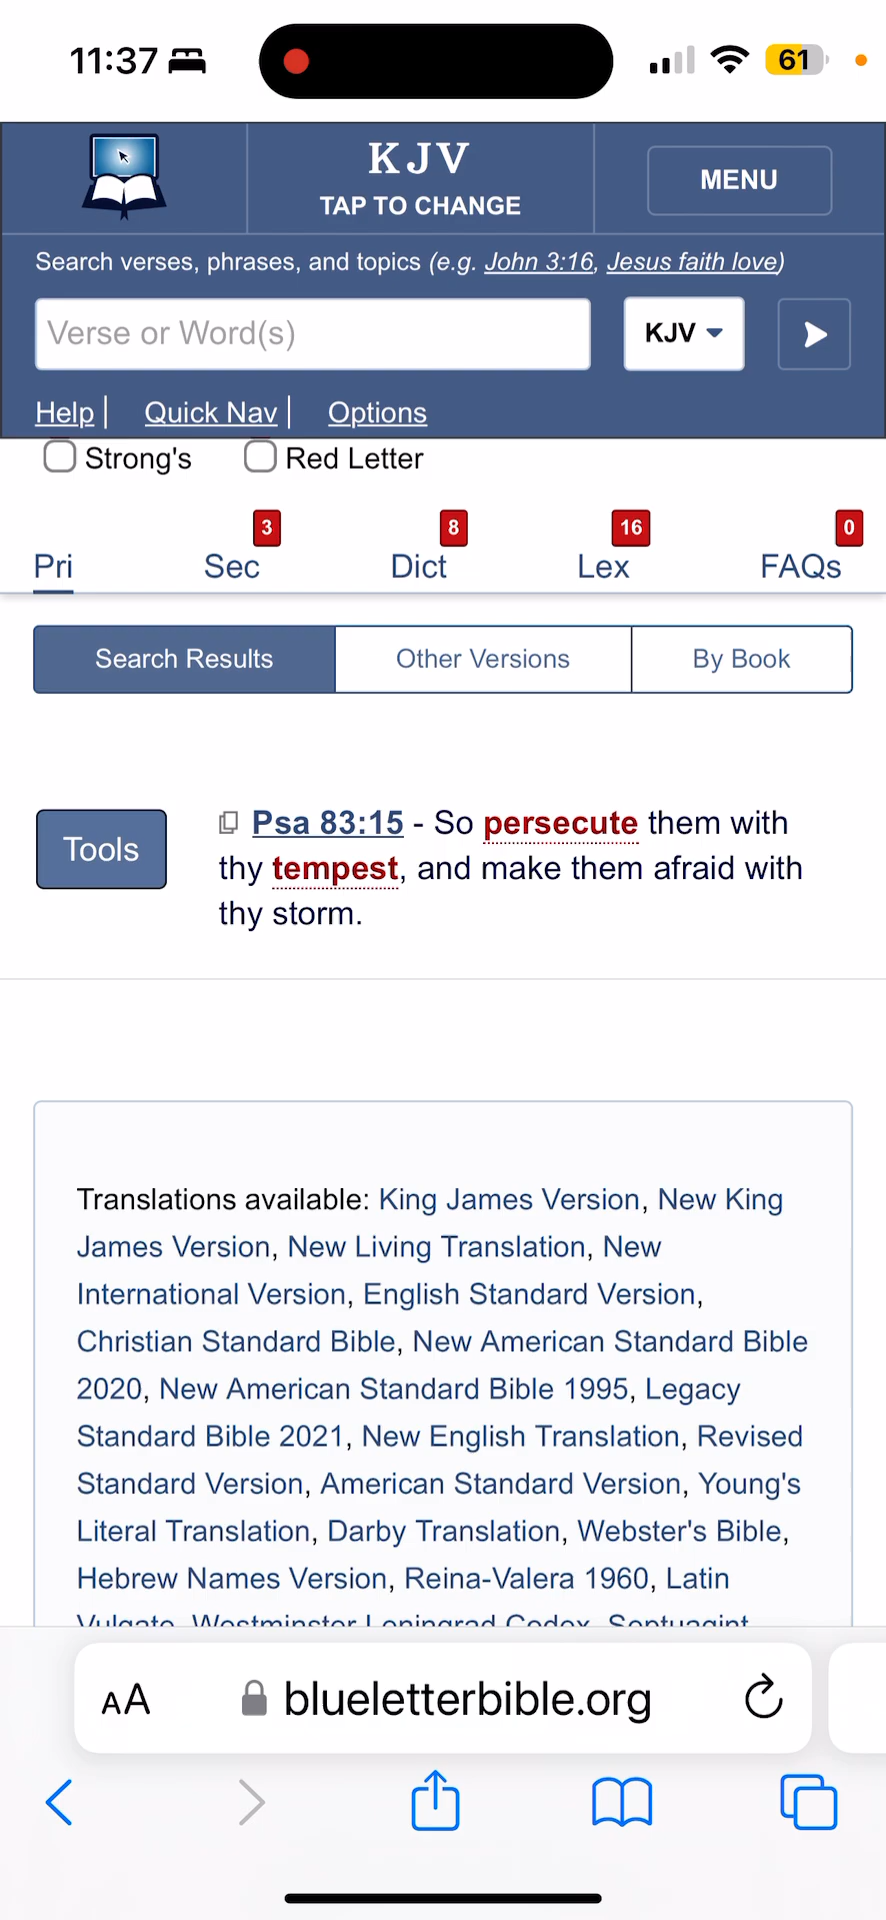 11:37
61
KJV
TAP TO CHANGE
MENU
Search verses, phrases, and topics (e.g. John 3:16, Jesus faith love)
Verse or Word(s)
KJV
Help | Quick Nav | Options
Strong's Red Letter
3 8 16 0
Pri Sec Dict Lex FAQs
Search Results Other Versions By Book
Tools
Psa 83:15 - So persecute them with
thy tempest, and make them afraid with
thy storm.
Translations available: King James Version, New King
James Version, New Living Translation, New
International Version, English Standard Version,
Christian Standard Bible, New American Standard Bible
2020, New American Standard Bible 1995, Legacy
Standard Bible 2021, New English Translation, Revised
Standard Version, American Standard Version, Young's
Literal Translation, Darby Translation, Webster's Bible,
Hebrew Names Version, Reina-Valera 1960, Latin
Vulgate, Westminster Leningrad Codex, Septuagint
AA blueletterbible.org